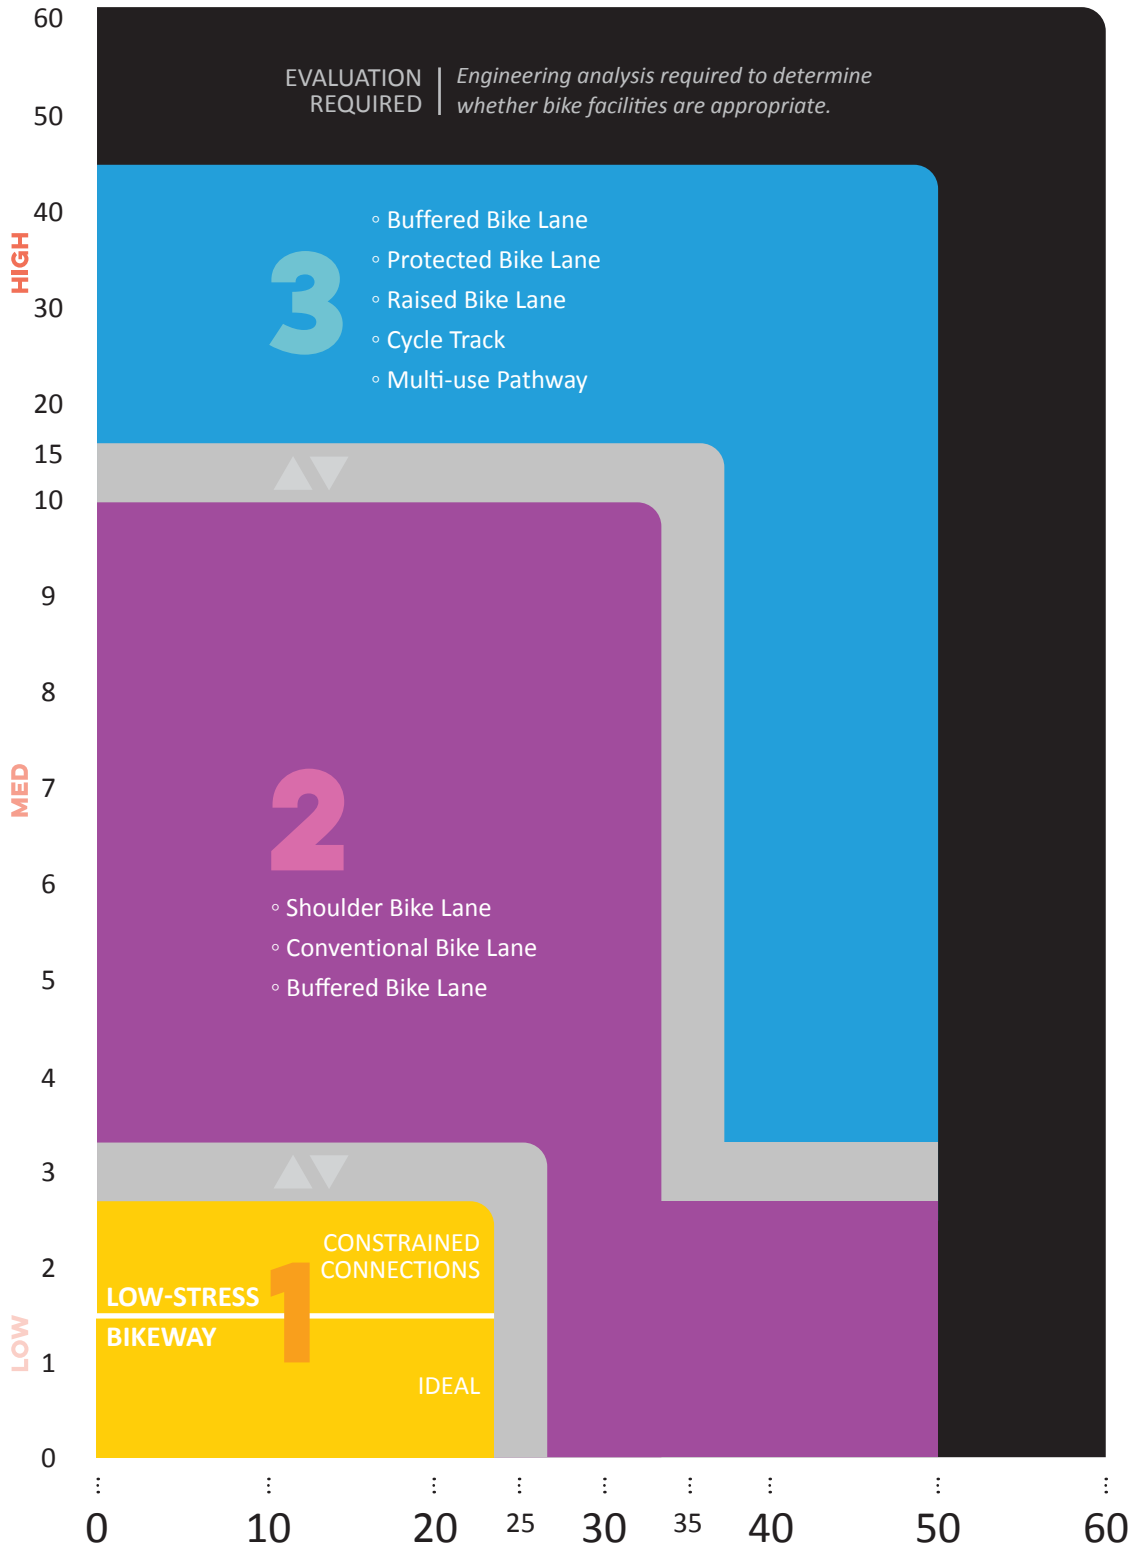 60
EVALUATION
REQUIRED
Engineering analysis required to determine
whether bike facilities are appropriate.
50
40
HIGH
30
20
15
10
3
◦ Buffered Bike Lane
◦ Protected Bike Lane
◦ Raised Bike Lane
◦ Cycle Track
◦ Multi-use Pathway
9
8
MED
7
6
5
4
2
◦ Shoulder Bike Lane
◦ Conventional Bike Lane
◦ Buffered Bike Lane
3
2
LOW
1
0
CONSTRAINED
CONNECTIONS
LOW-STRESS
BIKEWAY
1
IDEAL
0 10 20 25 30 35 40 50 60